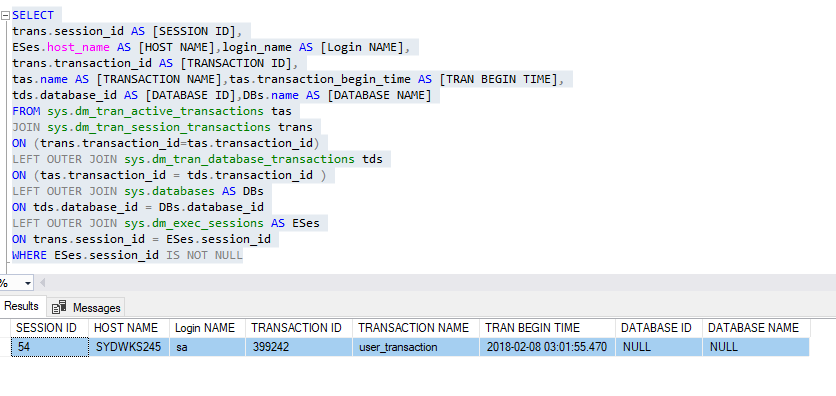 SELECT
trans.session_id AS [SESSION ID],
ESes.host_name AS [HOST NAME],login_name AS [Login NAME],
trans.transaction_id AS [TRANSACTION ID],
tas.name AS [TRANSACTION NAME],tas.transaction_begin_time AS [TRAN BEGIN TIME],
tds.database_id AS [DATABASE ID],DBs.name AS [DATABASE NAME]
FROM sys.dm_tran_active_transactions tas
JOIN sys.dm_tran_session_transactions trans
ON (trans.transaction_id=tas.transaction_id)
LEFT OUTER JOIN sys.dm_tran_database_transactions tds
ON (tas.transaction_id = tds.transaction_id )
LEFT OUTER JOIN sys.databases AS DBs
ON tds.database_id = DBs.database_id
LEFT OUTER JOIN sys.dm_exec_sessions AS ESes
ON trans.session_id = ESes.session_id
WHERE ESes.session_id IS NOT NULL
%
Results Messages
SESSION ID HOST NAME Login NAME TRANSACTION ID TRANSACTION NAME TRAN BEGIN TIME DATABASE ID DATABASE NAME
54 SYDWKS245 sa 399242 user_transaction 2018-02-08 03:01:55.470 NULL NULL